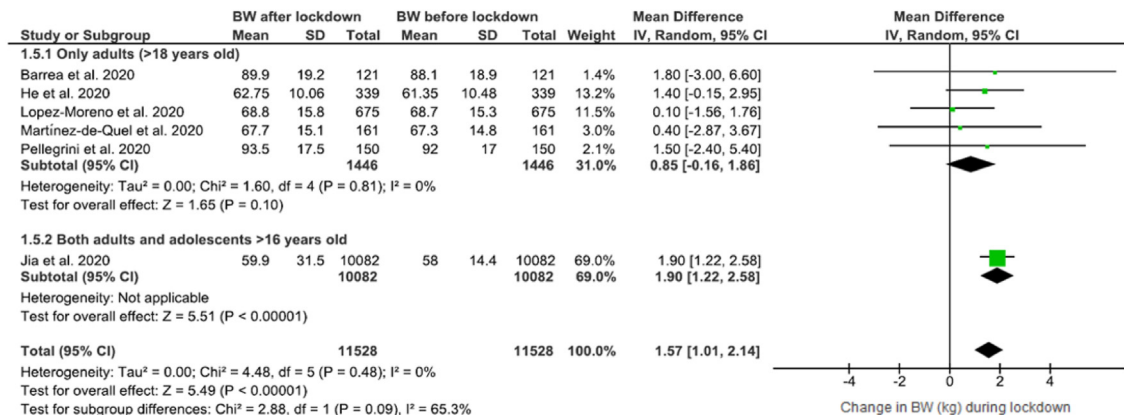 BW after lockdown BW before lockdown Mean Difference Mean Difference
Study or Subgroup Mean SD Total Mean SD Total Weight IV, Random, 95% CI IV, Random, 95% CI
1.5.1 Only adults (>18 years old)
Barrea et al. 2020 89.9 19.2 121 88.1 18.9 121 1.4% 1.80 [-3.00, 6.60]
He et al. 2020 62.75 10.06 339 61.35 10.48 339 13.2% 1.40 [-0.15, 2.95]
Lopez-Moreno et al. 2020 68.8 15.8 675 68.7 15.3 675 11.5% 0.10 [-1.56, 1.76]
Martínez-de-Quel et al. 2020 67.7 15.1 161 67.3 14.8 161 3.0% 0.40 [-2.87, 3.67]
Pellegrini et al. 2020 93.5 17.5 150 92 17 150 2.1% 1.50 [-2.40, 5.40]
Subtotal (95% CI) 1446 1446 31.0% 0.85 [-0.16, 1.86]
Heterogeneity: Tau² = 0.00; Chi² = 1.60, df = 4 (P = 0.81); I² = 0%
Test for overall effect: Z = 1.65 (P = 0.10)
1.5.2 Both adults and adolescents >16 years old
Jia et al. 2020 59.9 31.5 10082 58 14.4 10082 69.0% 1.90 [1.22, 2.58]
Subtotal (95% CI) 10082 10082 69.0% 1.90 [1.22, 2.58]
Heterogeneity: Not applicable
Test for overall effect: Z = 5.51 (P < 0.00001)
Total (95% CI) 11528 11528 100.0% 1.57 [1.01, 2.14]
Heterogeneity: Tau² = 0.00; Chi² = 4.48, df = 5 (P = 0.48); I² = 0%
Test for overall effect: Z = 5.49 (P < 0.00001)
Test for subgroup differences: Chi² = 2.88, df = 1 (P = 0.09), I² = 65.3%
-4 -2 0 2 4
Change in BW (kg) during lockdown